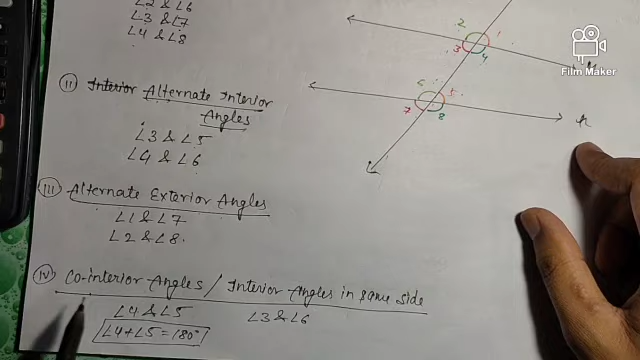 ∠2 & ∠6
∠3 & ∠7
∠4 & ∠8
(II) Interior Alternate Interior
Angles
∠3 & ∠5
∠4 & ∠6
(III) Alternate Exterior Angles
∠1 & ∠7
∠2 & ∠8.
(IV) Co-interior Angles / Interior Angles in same side
∠4 & ∠5 ∠3 & ∠6
∠4+∠5=180°
2 1
3 4
6 5
7 8
Film Maker